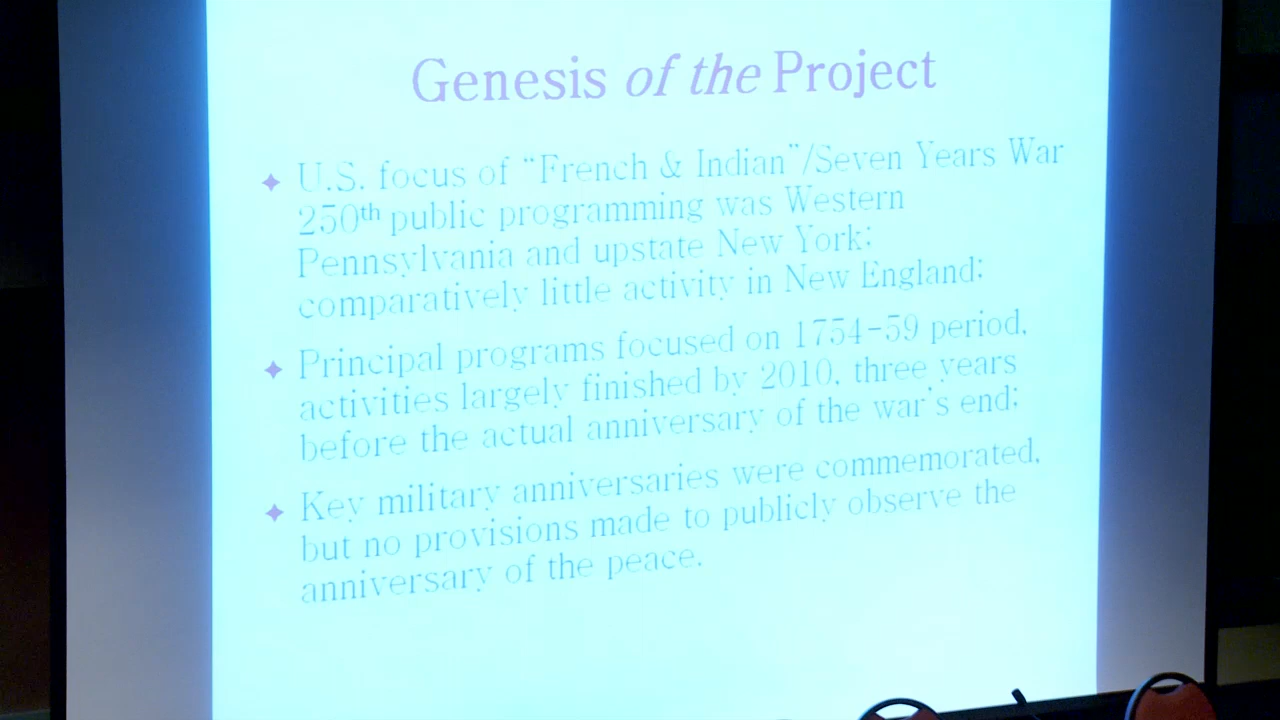 Genesis of the Project
U.S. focus of “French & Indian”/Seven Years War
250th public programming was Western
Pennsylvania and upstate New York;
comparatively little activity in New England;
Principal programs focused on 1754-59 period,
activities largely finished by 2010, three years
before the actual anniversary of the war's end;
Key military anniversaries were commemorated,
but no provisions made to publicly observe the
anniversary of the peace.